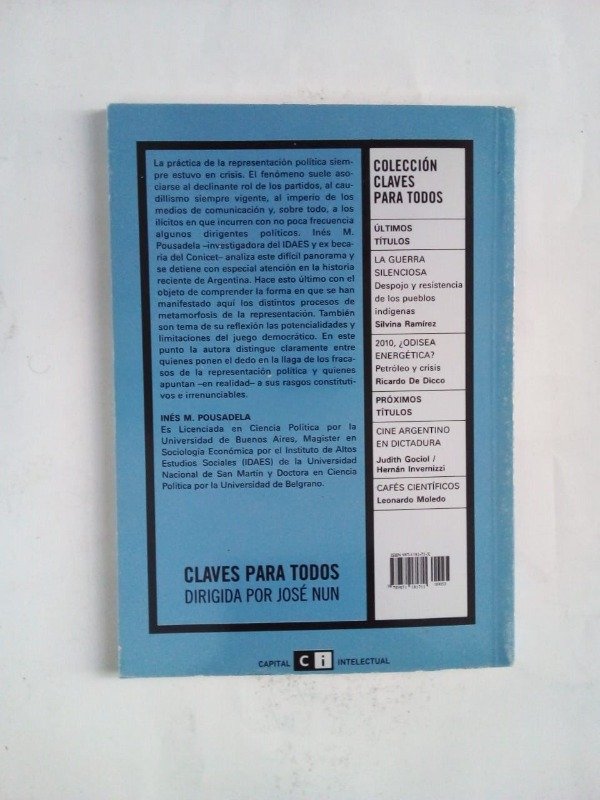 La práctica de la representación política siem-
pre estuvo en crisis. El fenómeno suele aso-
ciarse al declinante rol de los partidos, al cau-
dillismo siempre vigente, al imperio de los
medios de comunicación y, sobre todo, a los
ilícitos en que incurren con no poca frecuencia
algunos dirigentes políticos. Inés M.
Pousadela –investigadora del IDAES y ex beca-
ria del Conicet– analiza este difícil panorama y
se detiene con especial atención en la historia
reciente de Argentina. Hace esto último con el
objeto de comprender la forma en que se han
manifestado aquí los distintos procesos de
metamorfosis de la representación. También
son tema de su reflexión las potencialidades y
limitaciones del juego democrático. En este
punto la autora distingue claramente entre
quienes ponen el dedo en la llaga de los fraca-
sos de la representación política y quienes
apuntan –en realidad– a sus rasgos constituti-
vos e irrenunciables.
INÉS M. POUSADELA
Es Licenciada en Ciencia Política por la
Universidad de Buenos Aires, Magister en
Sociología Económica por el Instituto de Altos
Estudios Sociales (IDAES) de la Universidad
Nacional de San Martín y Doctora en Ciencia
Política por la Universidad de Belgrano.
CLAVES PARA TODOS
DIRIGIDA POR JOSÉ NUN
COLECCIÓN
CLAVES
PARA TODOS
ÚLTIMOS
TÍTULOS
LA GUERRA
SILENCIOSA
Despojo y resistencia
de los pueblos
indígenas
Silvina Ramírez
2010, ¿ODISEA
ENERGÉTICA?
Petróleo y crisis
Ricardo De Dicco
PRÓXIMOS
TÍTULOS
CINE ARGENTINO
EN DICTADURA
Judith Gociol /
Hernán Invernizzi
CAFÉS CIENTÍFICOS
Leonardo Moledo
CAPITAL Ci INTELECTUAL